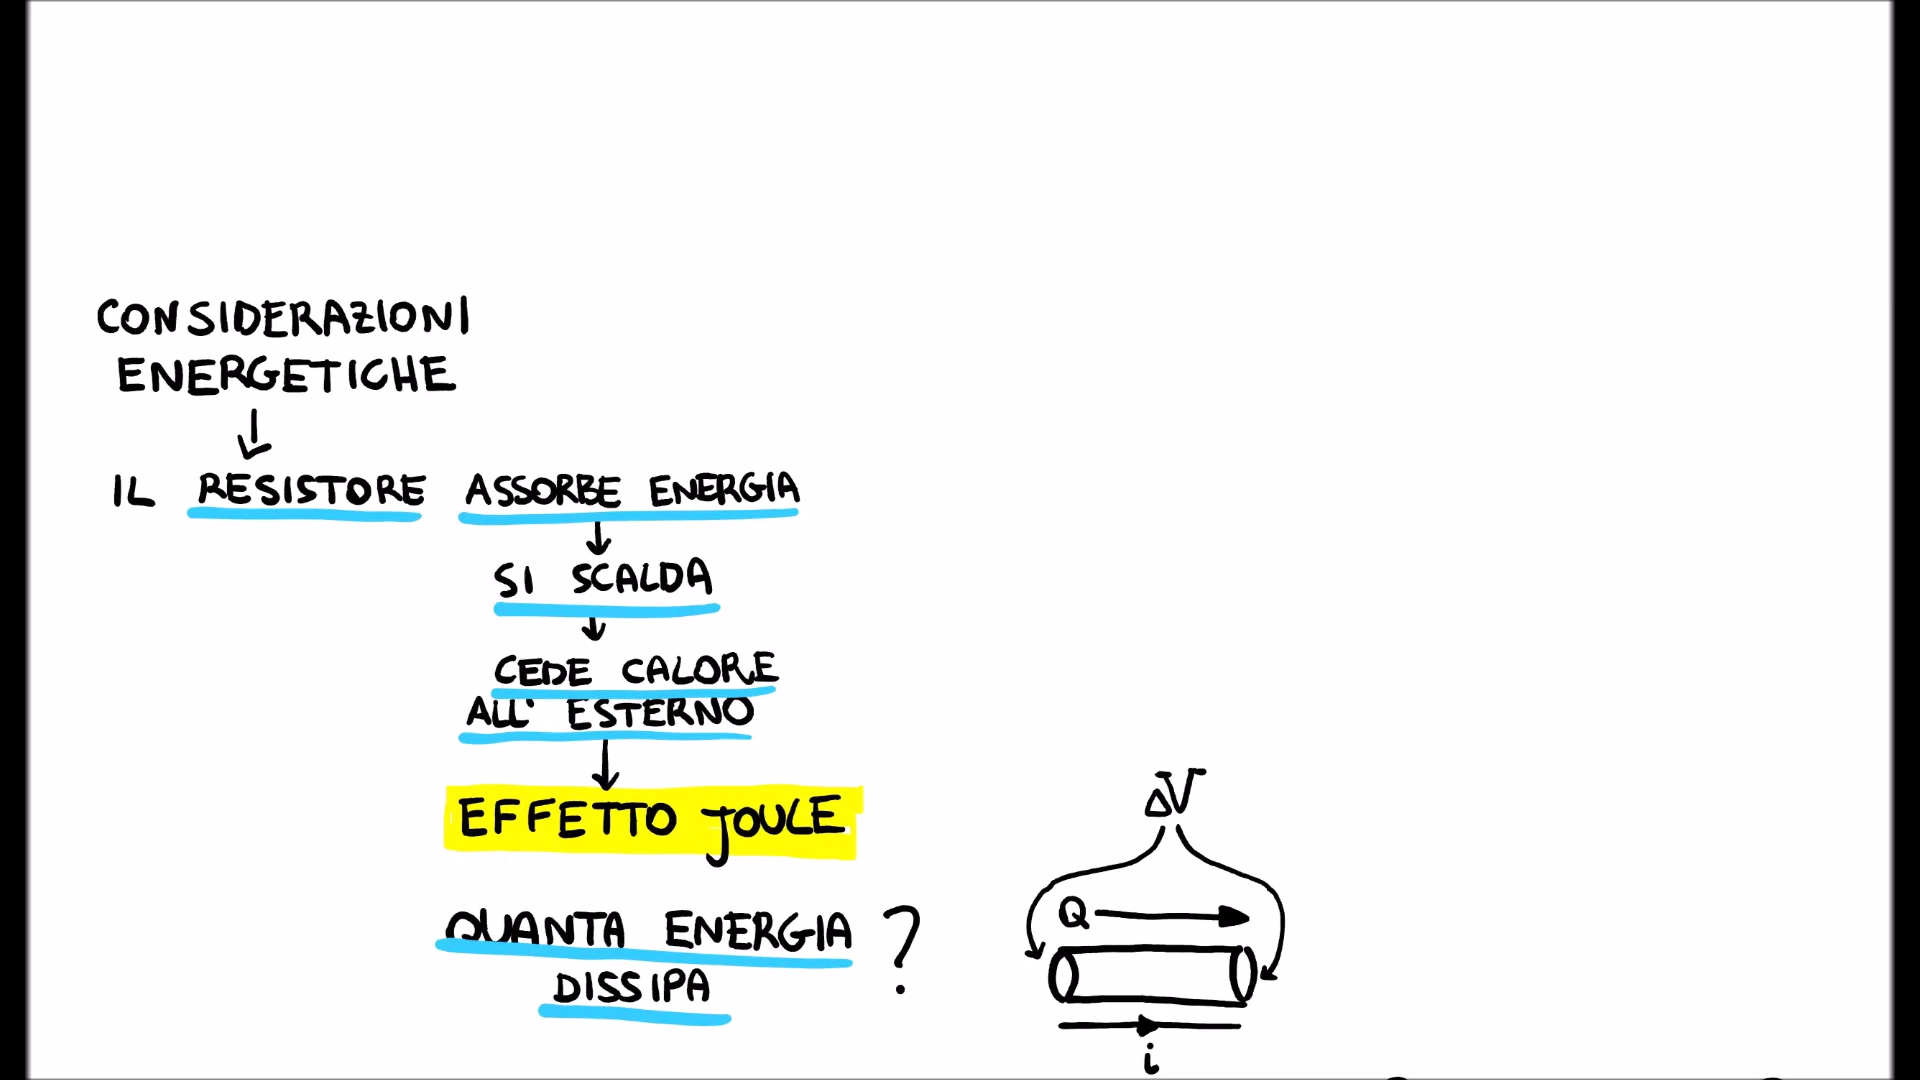 CONSIDERAZIONI
ENERGETICHE
IL RESISTORE ASSORBE ENERGIA
SI SCALDA
CEDE CALORE
ALL' ESTERNO
EFFETTO JOULE
QUANTA ENERGIA ?
DISSIPA
ΔV
Q
i